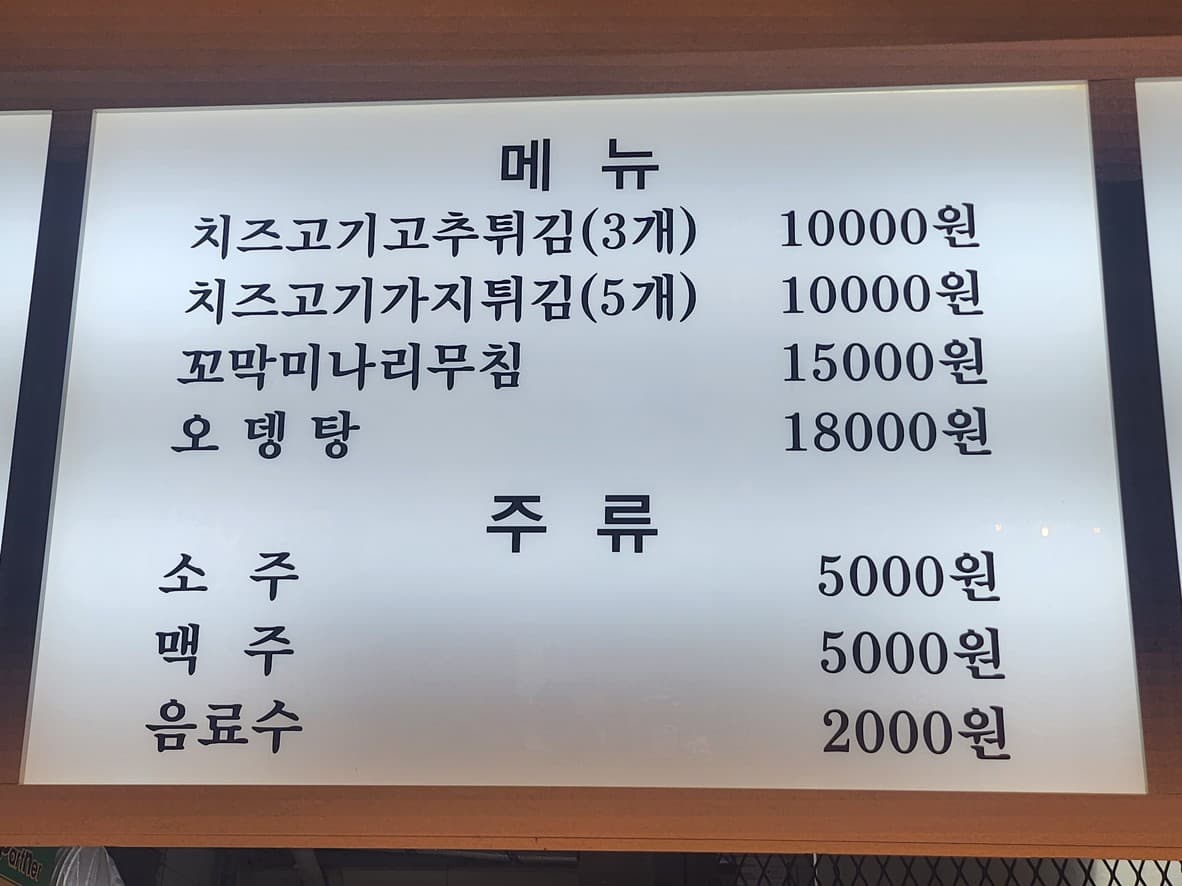 메 뉴
치즈고기고추튀김(3개) 10000원
치즈고기가지튀김(5개) 10000원
꼬막미나리무침 15000원
오 뎅 탕 18000원
주 류
소 주 5000원
맥 주 5000원
음료수 2000원
Partner